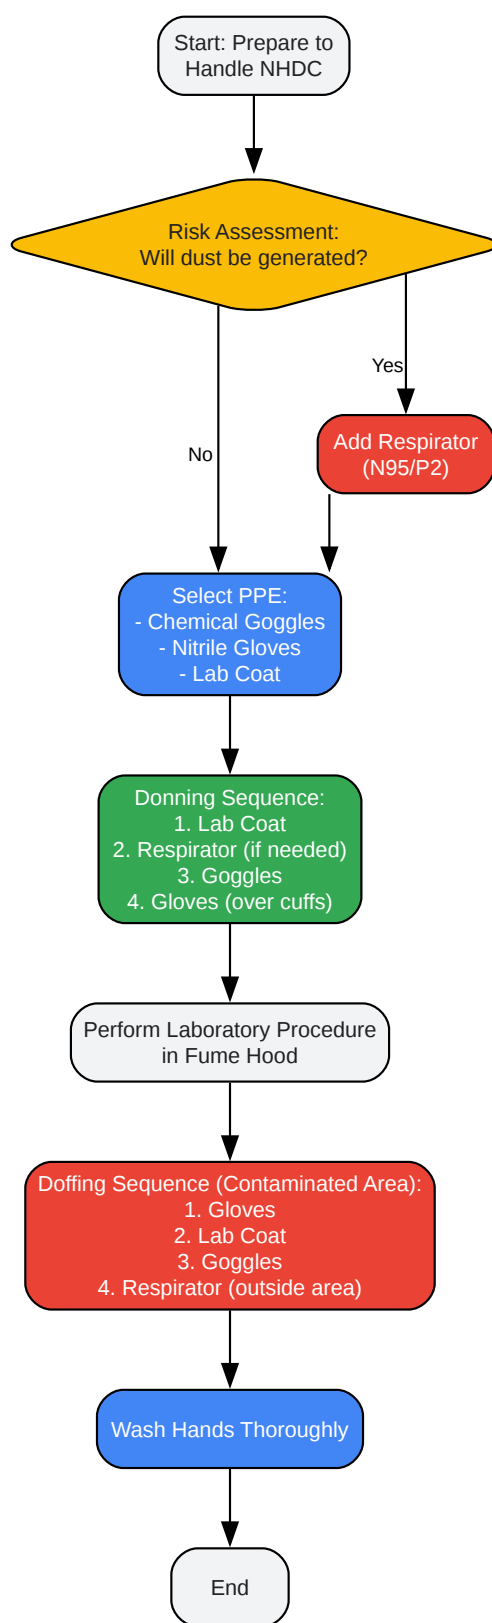 Start: Prepare to
Handle NHDC
Risk Assessment:
Will dust be generated?
Yes
No
Add Respirator
(N95/P2)
Select PPE:
- Chemical Goggles
- Nitrile Gloves
- Lab Coat
Donning Sequence:
1. Lab Coat
2. Respirator (if needed)
3. Goggles
4. Gloves (over cuffs)
Perform Laboratory Procedure
in Fume Hood
Doffing Sequence (Contaminated Area):
1. Gloves
2. Lab Coat
3. Goggles
4. Respirator (outside area)
Wash Hands Thoroughly
End